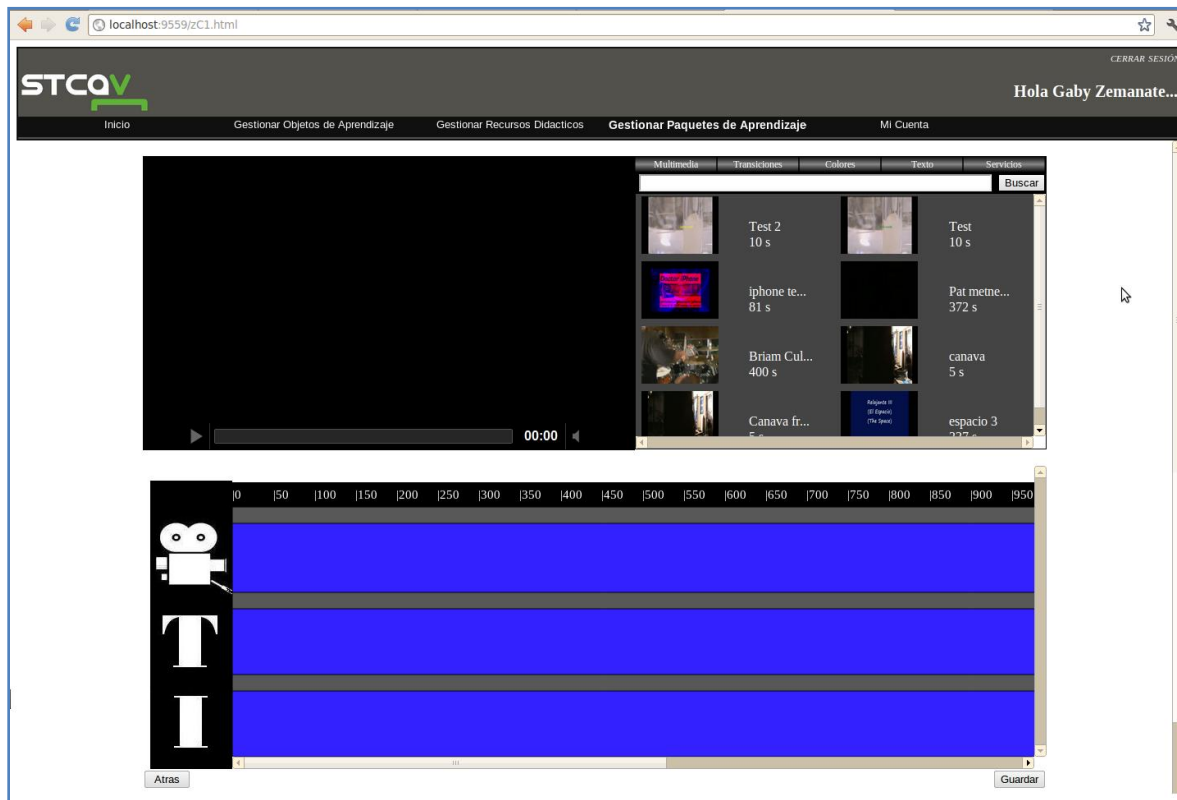 localhost:9559/zC1.html
CERRAR SESIÓN
STCAV
Hola Gaby Zemanate...
Inicio Gestionar Objetos de Aprendizaje Gestionar Recursos Didacticos Gestionar Paquetes de Aprendizaje Mi Cuenta
Multimedia Transiciones Colores Texto Servicios
Buscar
Test 2 Test
10 s 10 s
iphone te... Pat metne...
81 s 372 s
Briam Cul... canava
400 s 5 s
Canava fr... espacio 3
5 s 227 s
00:00
|0 |50 |100 |150 |200 |250 |300 |350 |400 |450 |500 |550 |600 |650 |700 |750 |800 |850 |900 |950
T
I
Atras Guardar